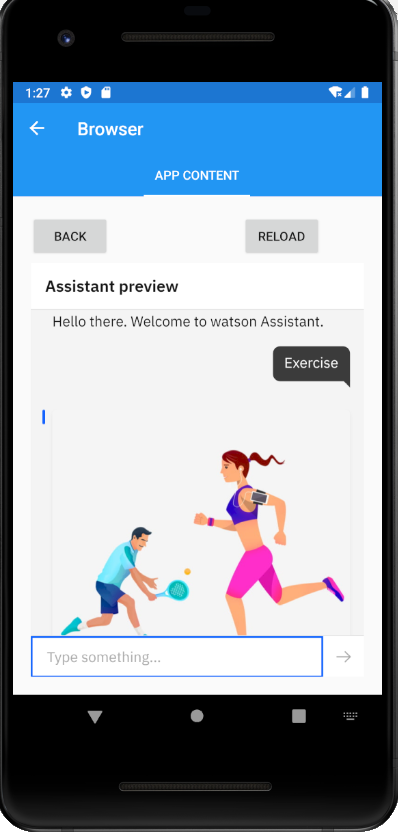 1:27
Browser
APP CONTENT
BACK RELOAD
Assistant preview
Hello there. Welcome to watson Assistant.
Exercise
Type something...